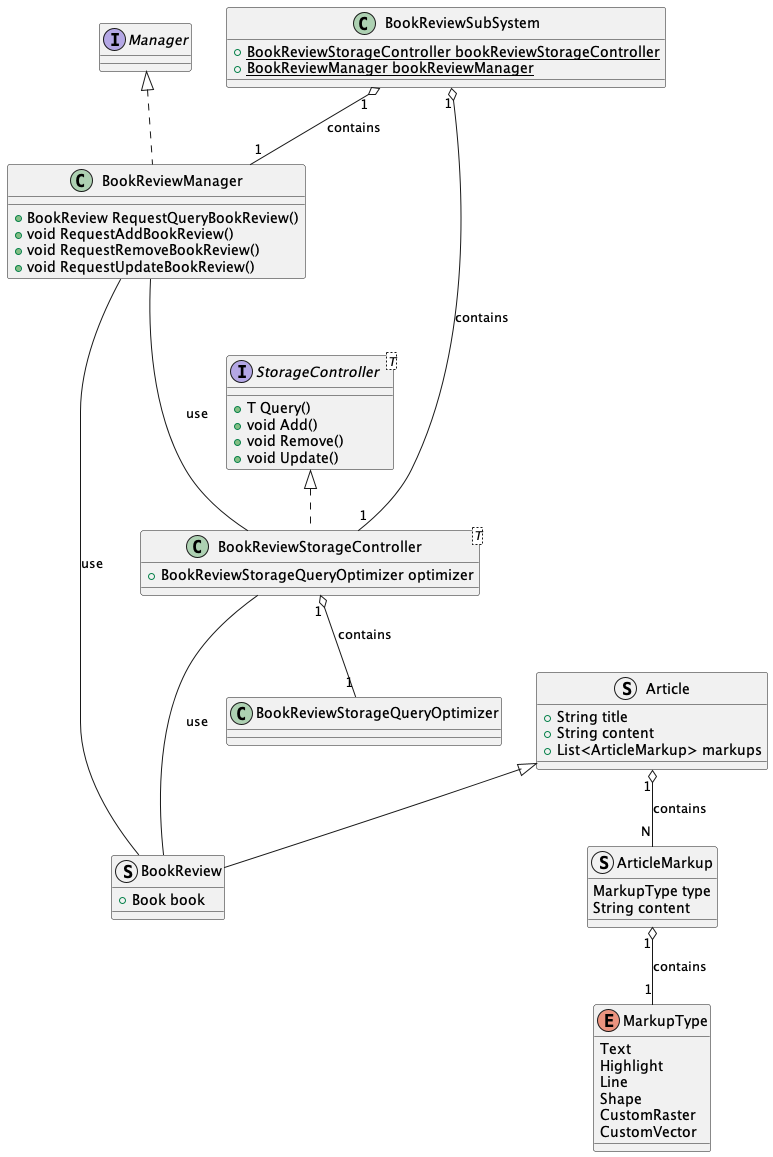 I Manager
C BookReviewSubSystem
BookReviewStorageController bookReviewStorageController
BookReviewManager bookReviewManager
1
1
contains
1
C BookReviewManager
BookReview RequestQueryBookReview()
void RequestAddBookReview()
void RequestRemoveBookReview()
void RequestUpdateBookReview()
contains
I StorageController T
T Query()
void Add()
void Remove()
void Update()
use
1
C BookReviewStorageController T
BookReviewStorageQueryOptimizer optimizer
use
1
contains
1
C BookReviewStorageQueryOptimizer
use
S Article
String title
String content
List<ArticleMarkup> markups
1
contains
N
S BookReview
Book book
S ArticleMarkup
MarkupType type
String content
1
contains
1
E MarkupType
Text
Highlight
Line
Shape
CustomRaster
CustomVector